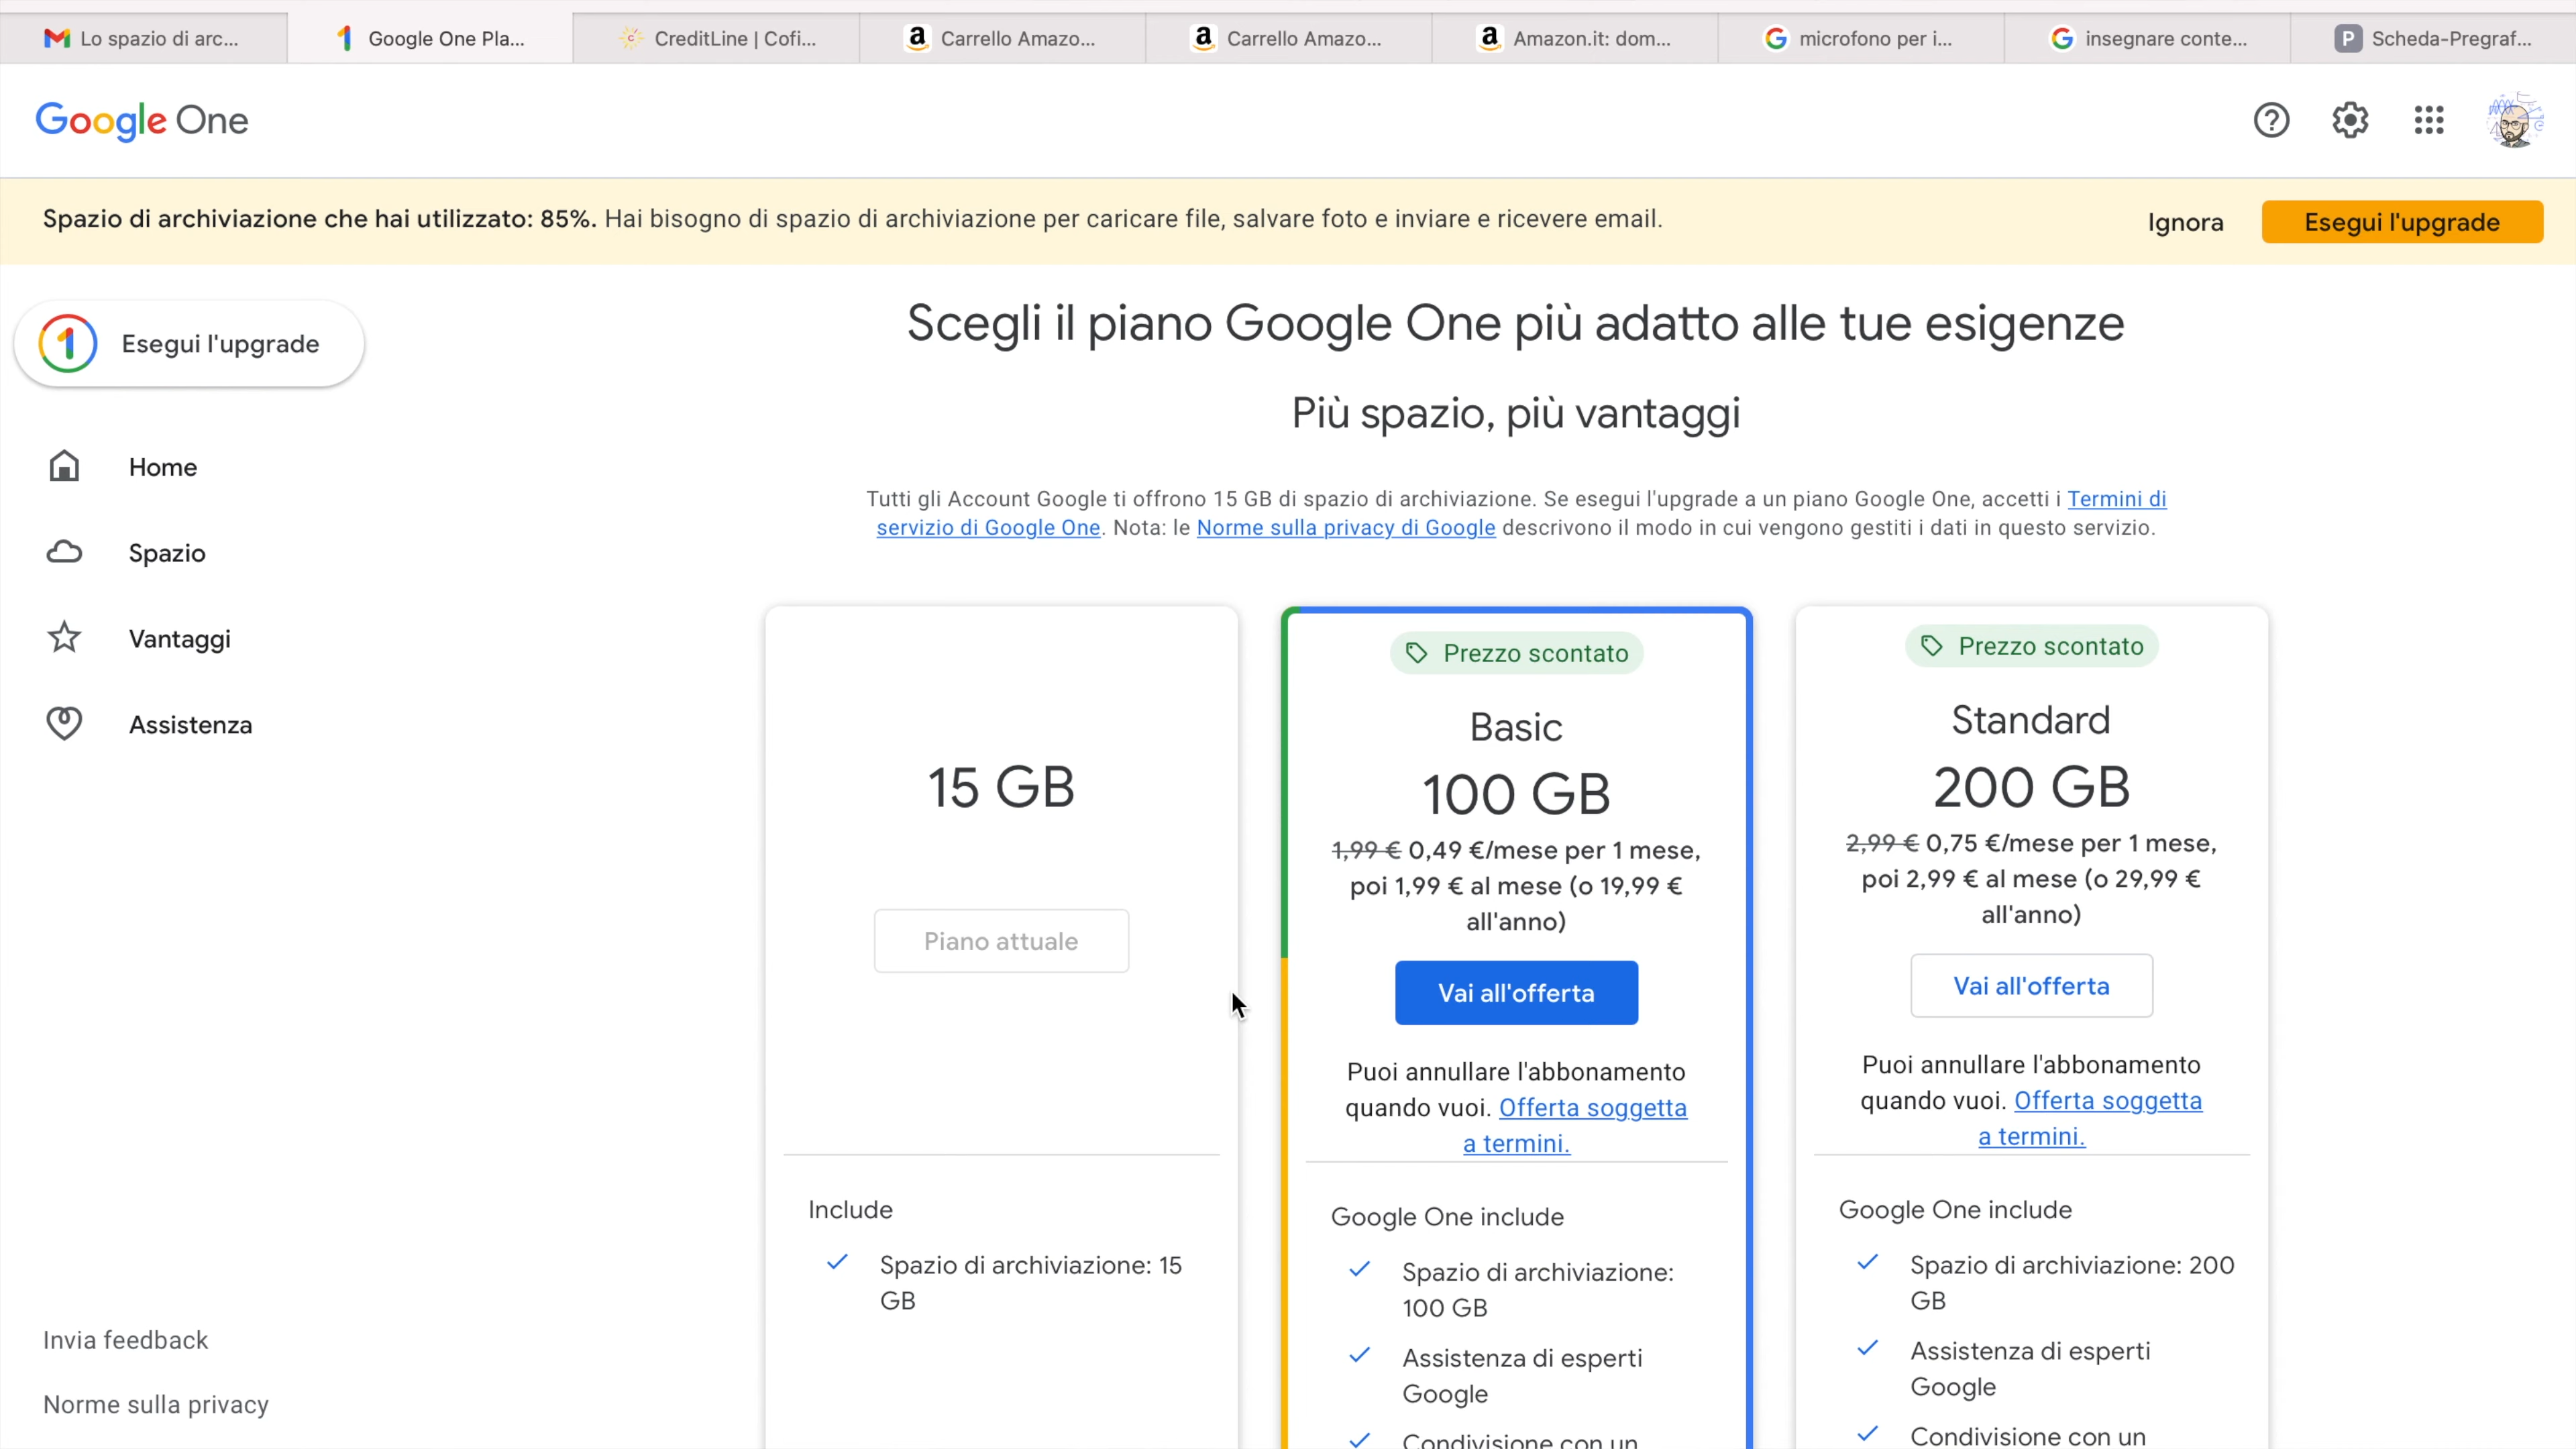 Lo spazio di arc...
Google One Pla...
CreditLine | Cofi...
Carrello Amazo...
Carrello Amazo...
Amazon.it: dom...
microfono per i...
insegnare conte...
Scheda-Pregraf...
Google One
Spazio di archiviazione che hai utilizzato: 85%. Hai bisogno di spazio di archiviazione per caricare file, salvare foto e inviare e ricevere email.
Ignora
Esegui l'upgrade
Esegui l'upgrade
Home
Spazio
Vantaggi
Assistenza
Invia feedback
Norme sulla privacy
Scegli il piano Google One più adatto alle tue esigenze
Più spazio, più vantaggi
Tutti gli Account Google ti offrono 15 GB di spazio di archiviazione. Se esegui l'upgrade a un piano Google One, accetti i Termini di
servizio di Google One. Nota: le Norme sulla privacy di Google descrivono il modo in cui vengono gestiti i dati in questo servizio.
15 GB
Piano attuale
Include
Spazio di archiviazione: 15
GB
Prezzo scontato
Basic
100 GB
1,99 € 0,49 €/mese per 1 mese,
poi 1,99 € al mese (o 19,99 €
all'anno)
Vai all'offerta
Puoi annullare l'abbonamento
quando vuoi. Offerta soggetta
a termini.
Google One include
Spazio di archiviazione:
100 GB
Assistenza di esperti
Google
Condivisione con un
Prezzo scontato
Standard
200 GB
2,99 € 0,75 €/mese per 1 mese,
poi 2,99 € al mese (o 29,99 €
all'anno)
Vai all'offerta
Puoi annullare l'abbonamento
quando vuoi. Offerta soggetta
a termini.
Google One include
Spazio di archiviazione: 200
GB
Assistenza di esperti
Google
Condivisione con un